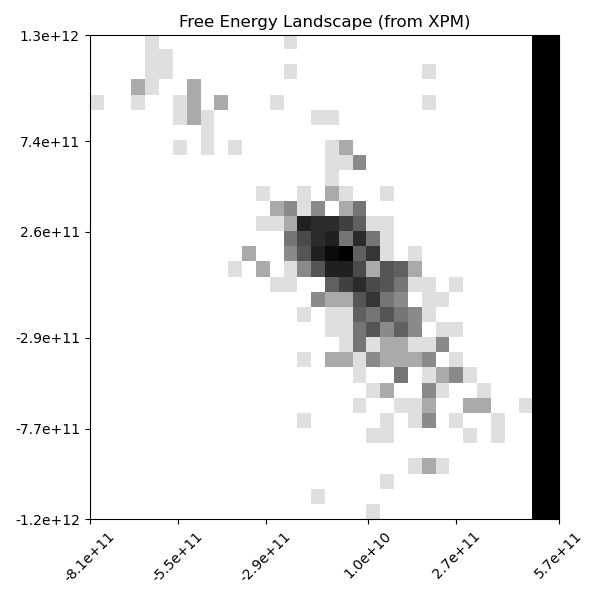 Free Energy Landscape (from XPM)
1.3e+12
7.4e+11
2.6e+11
-2.9e+11
-7.7e+11
-1.2e+12
-8.1e+11
-5.5e+11
-2.9e+11
1.0e+10
2.7e+11
5.7e+11